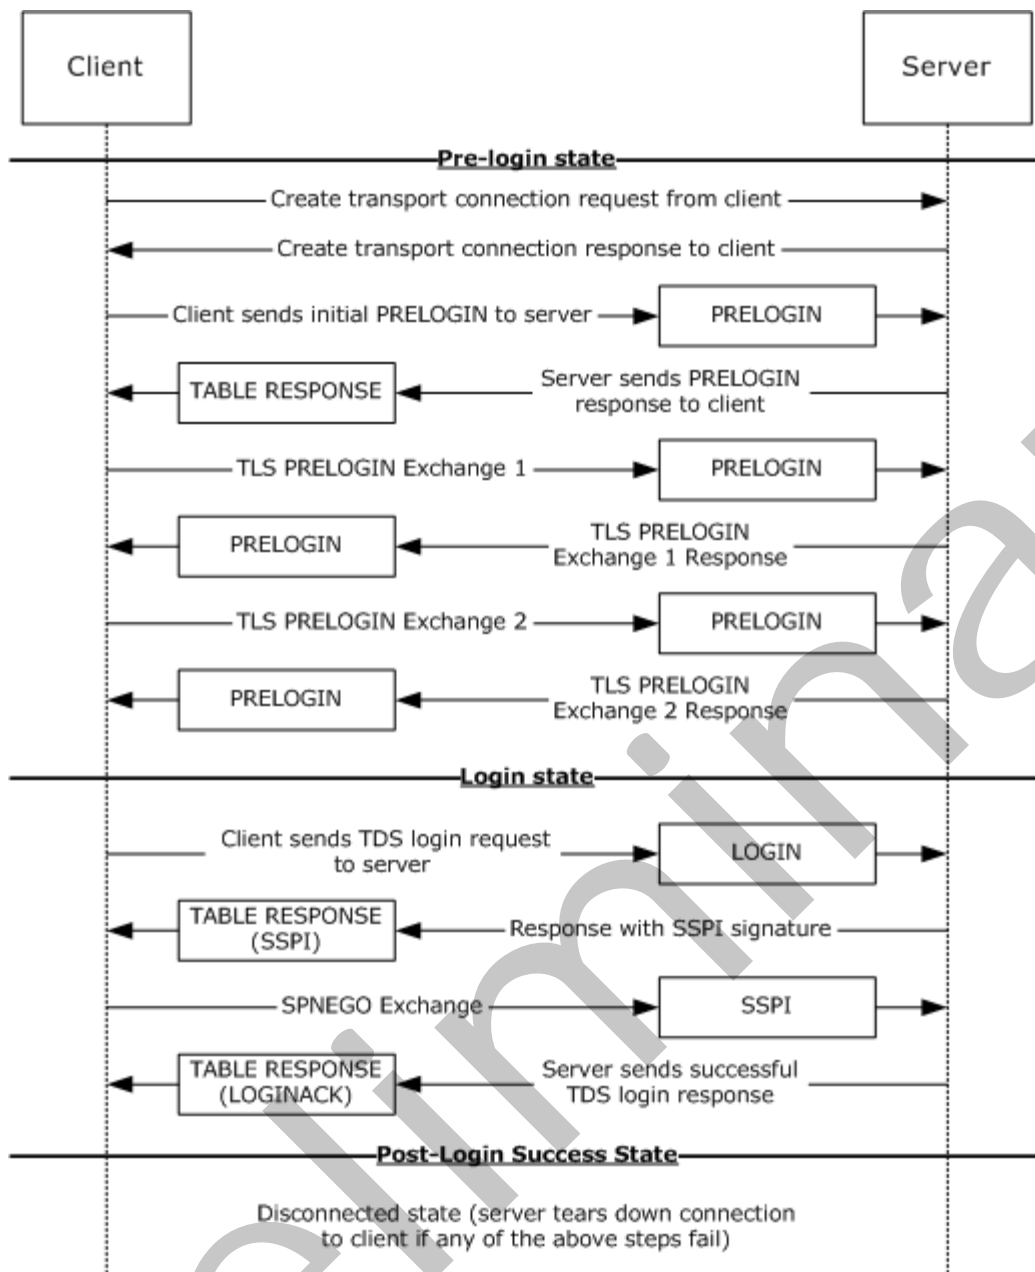 Client
Server
Pre-login state
Create transport connection request from client
Create transport connection response to client
Client sends initial PRELOGIN to server
PRELOGIN
TABLE RESPONSE
Server sends PRELOGIN
response to client
TLS PRELOGIN Exchange 1
PRELOGIN
PRELOGIN
TLS PRELOGIN
Exchange 1 Response
TLS PRELOGIN Exchange 2
PRELOGIN
PRELOGIN
TLS PRELOGIN
Exchange 2 Response
Login state
Client sends TDS login request
to server
LOGIN
TABLE RESPONSE
(SSPI)
Response with SSPI signature
SPNEGO Exchange
SSPI
TABLE RESPONSE
(LOGINACK)
Server sends successful
TDS login response
Post-Login Success State
Disconnected state (server tears down connection
to client if any of the above steps fail)
elimina